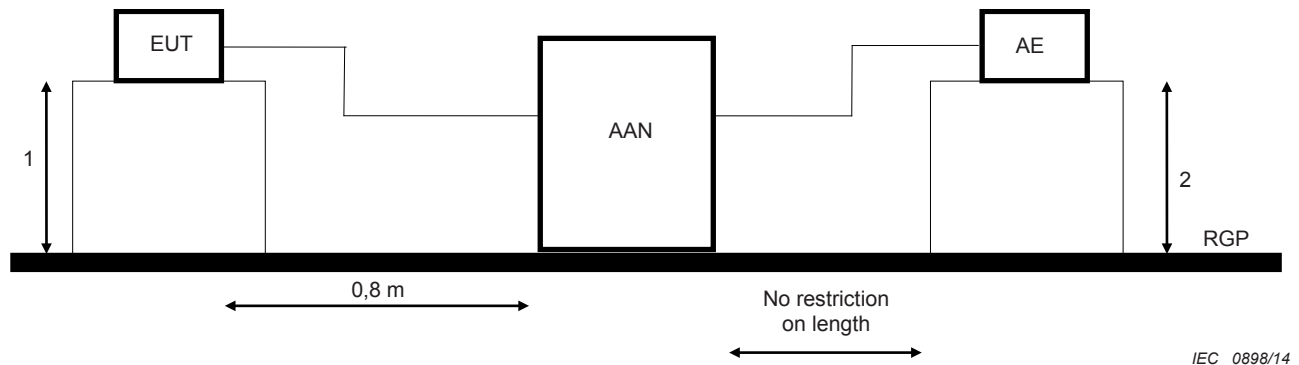 EUT
AE
AAN
1
2
RGP
0,8 m
No restriction
on length
IEC 0898/14